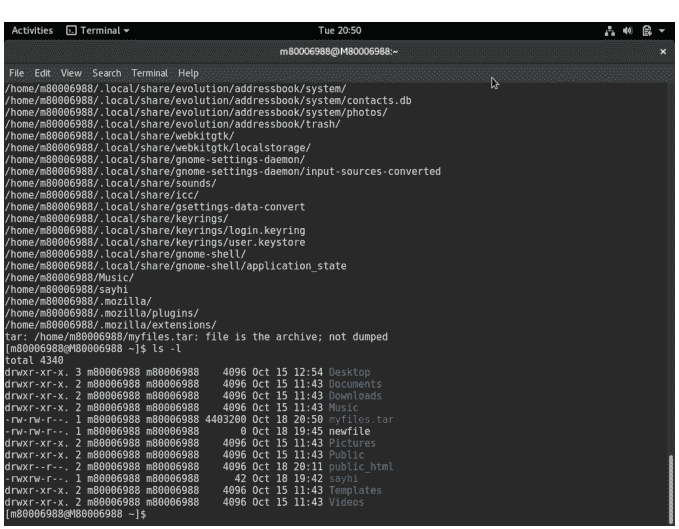 Activities Terminal Tue 20:50
m80006988@M80006988:~ ×
File Edit View Search Terminal Help
/home/m80006988/.local/share/evolution/addressbook/system/
/home/m80006988/.local/share/evolution/addressbook/system/contacts.db
/home/m80006988/.local/share/evolution/addressbook/system/photos/
/home/m80006988/.local/share/evolution/addressbook/trash/
/home/m80006988/.local/share/webkitgtk/
/home/m80006988/.local/share/webkitgtk/localstorage/
/home/m80006988/.local/share/gnome-settings-daemon/
/home/m80006988/.local/share/gnome-settings-daemon/input-sources-converted
/home/m80006988/.local/share/sounds/
/home/m80006988/.local/share/icc/
/home/m80006988/.local/share/gsettings-data-convert
/home/m80006988/.local/share/keyrings/
/home/m80006988/.local/share/keyrings/login.keyring
/home/m80006988/.local/share/keyrings/user.keystore
/home/m80006988/.local/share/gnome-shell/
/home/m80006988/.local/share/gnome-shell/application_state
/home/m80006988/Music/
/home/m80006988/sayhi
/home/m80006988/.mozilla/
/home/m80006988/.mozilla/plugins/
/home/m80006988/.mozilla/extensions/
tar: /home/m80006988/myfiles.tar: file is the archive; not dumped
[m80006988@M80006988 ~]$ ls -l
total 4340
drwxr-xr-x. 3 m80006988 m80006988    4096 Oct 15 12:54 Desktop
drwxr-xr-x. 2 m80006988 m80006988    4096 Oct 15 11:43 Documents
drwxr-xr-x. 2 m80006988 m80006988    4096 Oct 15 11:43 Downloads
drwxr-xr-x. 2 m80006988 m80006988    4096 Oct 15 11:43 Music
-rw-rw-r--. 1 m80006988 m80006988 4403200 Oct 18 20:50 myfiles.tar
-rw-rw-r--. 1 m80006988 m80006988       0 Oct 18 19:45 newfile
drwxr-xr-x. 2 m80006988 m80006988    4096 Oct 15 11:43 Pictures
drwxr-xr-x. 2 m80006988 m80006988    4096 Oct 15 11:43 Public
drwxr--r--. 2 m80006988 m80006988    4096 Oct 18 20:11 public_html
-rwxrw-r--. 1 m80006988 m80006988      42 Oct 18 19:42 sayhi
drwxr-xr-x. 2 m80006988 m80006988    4096 Oct 15 11:43 Templates
drwxr-xr-x. 2 m80006988 m80006988    4096 Oct 15 11:43 Videos
[m80006988@M80006988 ~]$